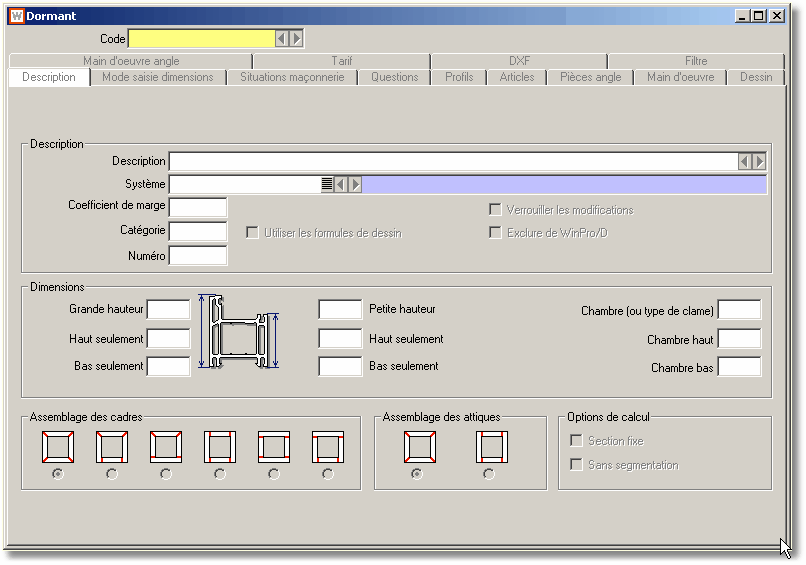 Dormant
Code
Main d'oeuvre angle Tarif DXF Filtre
Description Mode saisie dimensions Situations maçonnerie Questions Profils Articles Pièces angle Main d'oeuvre Dessin
Description
Description
Système
Coefficient de marge
Verrouiller les modifications
Catégorie
Utiliser les formules de dessin
Exclure de WinPro/D
Numéro
Dimensions
Grande hauteur Petite hauteur Chambre (ou type de clame)
Haut seulement Haut seulement Chambre haut
Bas seulement Bas seulement Chambre bas
Assemblage des cadres Assemblage des attiques Options de calcul
Section fixe
Sans segmentation